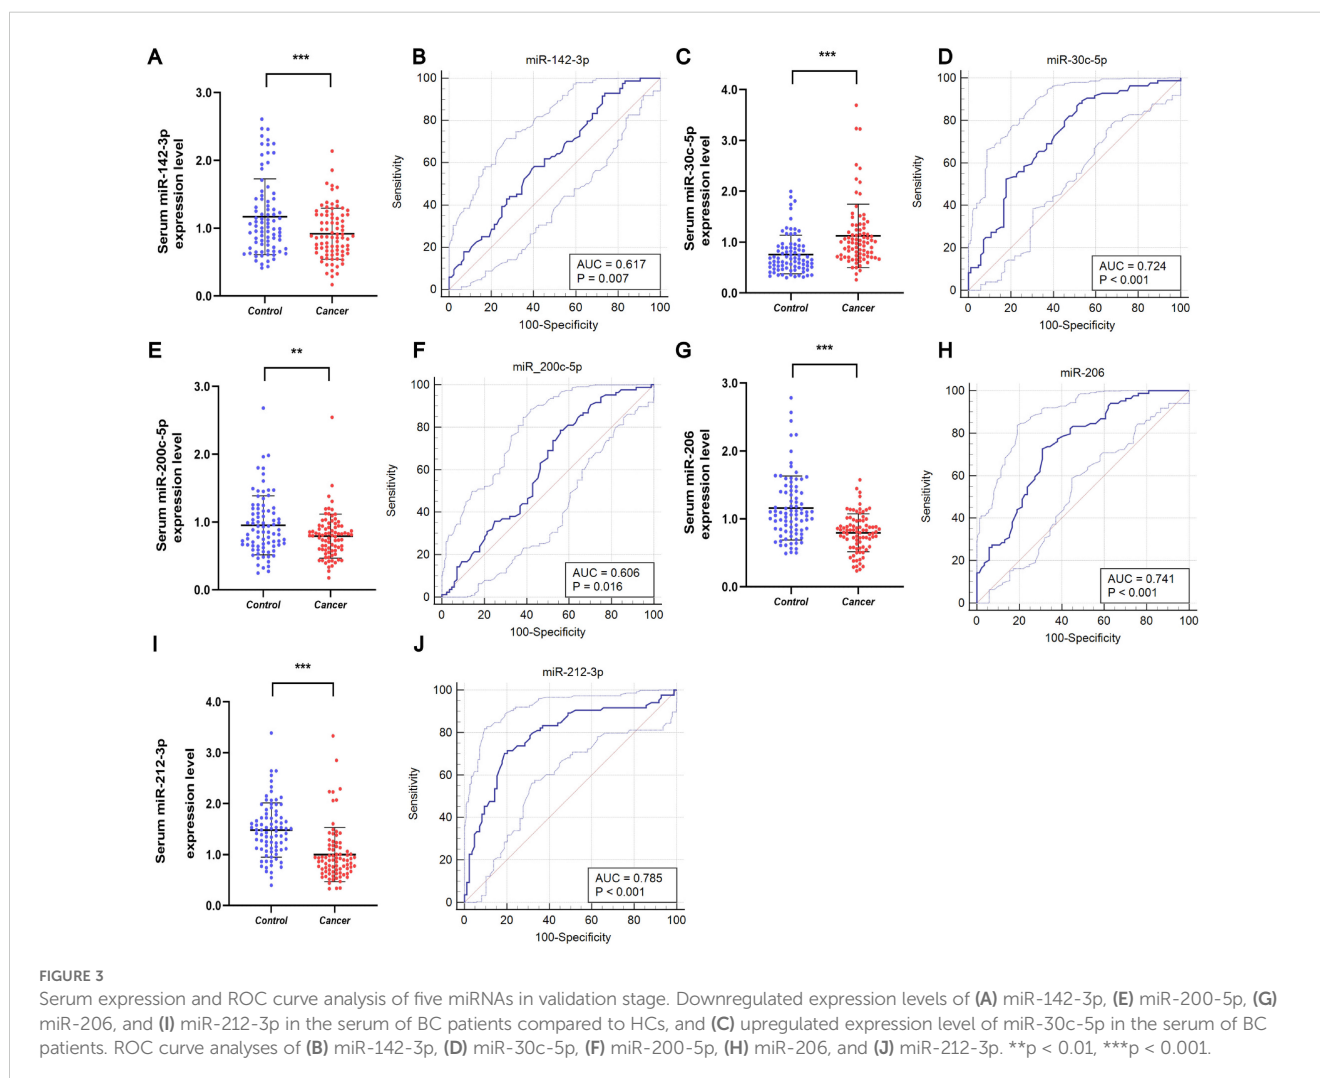 A
***
Serum miR-142-3p
expression level
3.0
2.0
1.0
0.0
Control
Cancer
B
miR-142-3p
Sensitivity
100
80
60
40
20
0
AUC = 0.617
P = 0.007
0 20 40 60 80 100
100-Specificity
C
***
Serum miR-30c-5p
expression level
4.0
3.0
2.0
1.0
0.0
Control
Cancer
D
miR-30c-5p
Sensitivity
100
80
60
40
20
0
AUC = 0.724
P < 0.001
0 20 40 60 80 100
100-Specificity
E
**
Serum miR-200c-5p
expression level
3.0
2.0
1.0
0.0
Control
Cancer
F
miR_200c-5p
Sensitivity
100
80
60
40
20
0
AUC = 0.606
P = 0.016
0 20 40 60 80 100
100-Specificity
G
***
Serum miR-206
expression level
3.0
2.0
1.0
0.0
Control
Cancer
H
miR-206
Sensitivity
100
80
60
40
20
0
AUC = 0.741
P < 0.001
0 20 40 60 80 100
100-Specificity
I
***
Serum miR-212-3p
expression level
4.0
3.0
2.0
1.0
0.0
Control
Cancer
J
miR-212-3p
Sensitivity
100
80
60
40
20
0
AUC = 0.785
P < 0.001
0 20 40 60 80 100
100-Specificity
FIGURE 3
Serum expression and ROC curve analysis of five miRNAs in validation stage. Downregulated expression levels of (A) miR-142-3p, (E) miR-200-5p, (G)
miR-206, and (I) miR-212-3p in the serum of BC patients compared to HCs, and (C) upregulated expression level of miR-30c-5p in the serum of BC
patients. ROC curve analyses of (B) miR-142-3p, (D) miR-30c-5p, (F) miR-200-5p, (H) miR-206, and (J) miR-212-3p. **p < 0.01, ***p < 0.001.